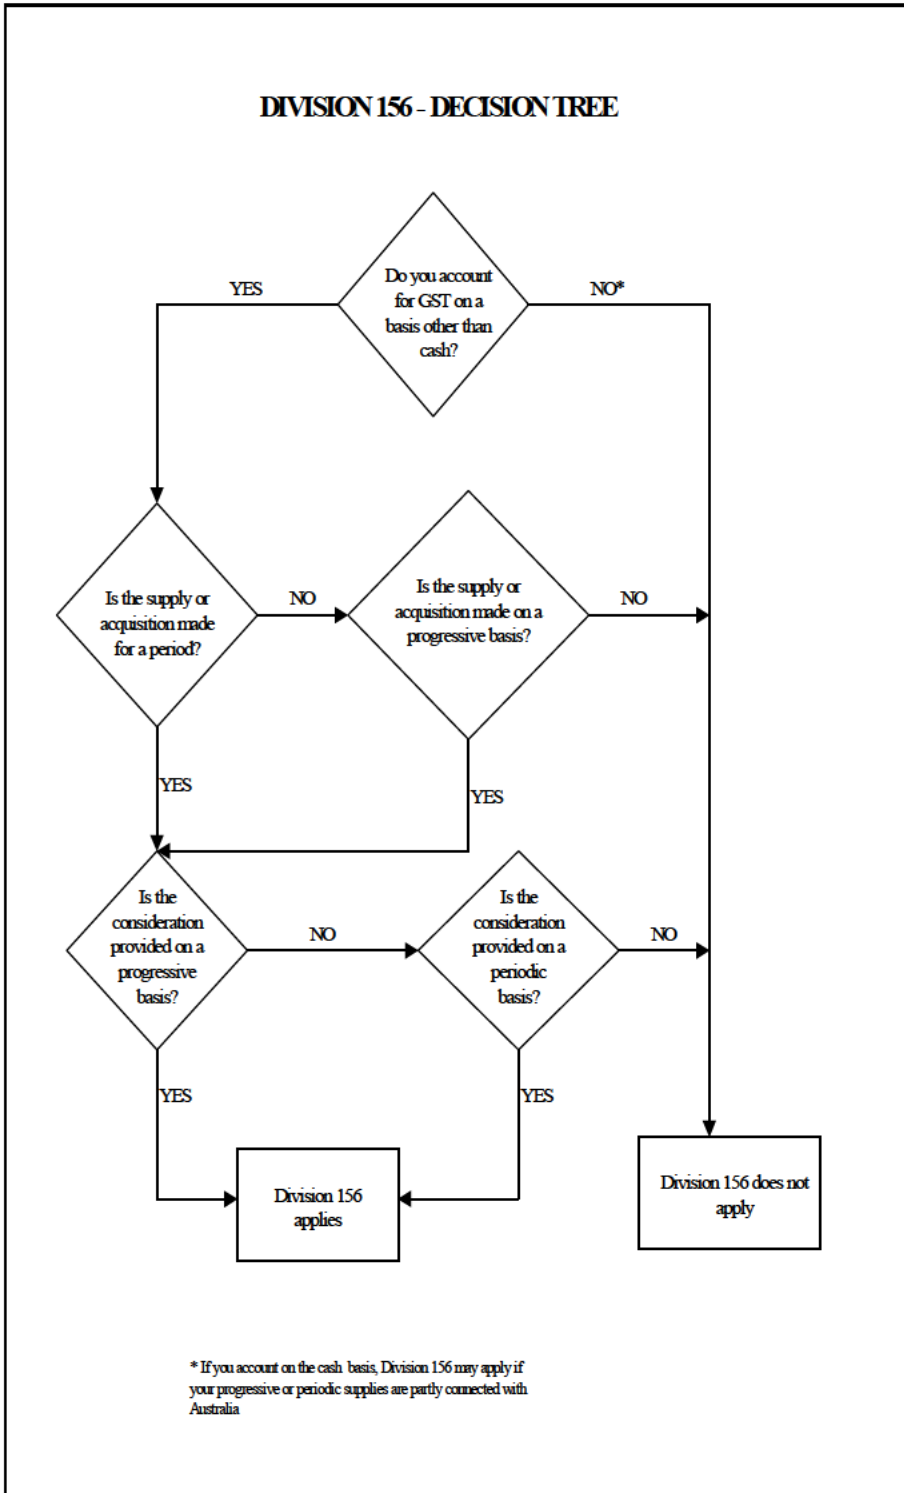 DIVISION 156 - DECISION TREE
Do you account
for GST on a
basis other than
cash?
YES
NO*
Is the supply or
acquisition made
for a period?
NO
Is the supply or
acquisition made on a
progressive basis?
NO
YES
YES
Is the
consideration
provided on a
progressive
basis?
NO
Is the
consideration
provided on a
periodic
basis?
NO
YES
YES
Division 156
applies
Division 156 does not
apply
* If you account on the cash basis, Division 156 may apply if
your progressive or periodic supplies are partly connected with
Australia